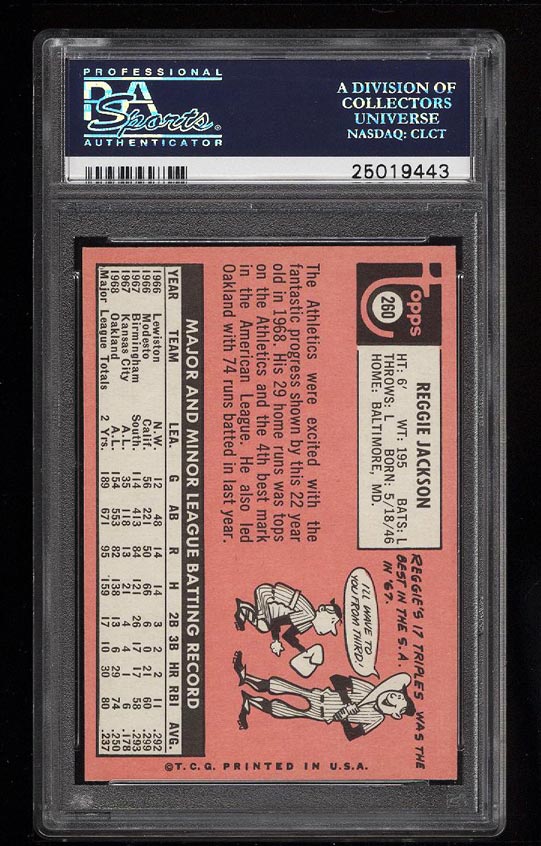 PROFESSIONAL
PSA
Sports®
AUTHENTICATOR
A DIVISION OF
COLLECTORS
UNIVERSE
NASDAQ: CLCT
25019443
Topps
260
REGGIE JACKSON
HT: 6' WT: 195 BATS: L
THROWS: L BORN: 5/18/46
HOME: BALTIMORE, MD.
REGGIE'S 17 TRIPLES WAS THE
BEST IN THE S.A.
IN '67.
I'LL WAVE TO
YOU FROM THIRD!
The Athletics were excited with the
fantastic progress shown by this 22 year
old in 1968. His 29 home runs was tops
on the Athletics and the 4th best mark
in the American League. He also led
Oakland with 74 runs batted in last year.
MAJOR AND MINOR LEAGUE BATTING RECORD
YEAR TEAM LEA. G AB R H 2B 3B HR RBI AVG.
1966 Lewiston N.W. 12 48 14 14 3 2 2 11 .292
1966 Modesto Calif. 56 221 50 66 6 0 21 60 .299
1967 Birmingham South. 114 413 84 121 26 17 17 58 .293
1967 Kansas City A.L. 35 118 13 21 4 4 1 6 .178
1968 Oakland A.L. 154 553 82 138 13 6 29 74 .250
Major League Totals 2 Yrs. 189 671 95 159 17 10 30 80 .237
©T.C.G. PRINTED IN U.S.A.